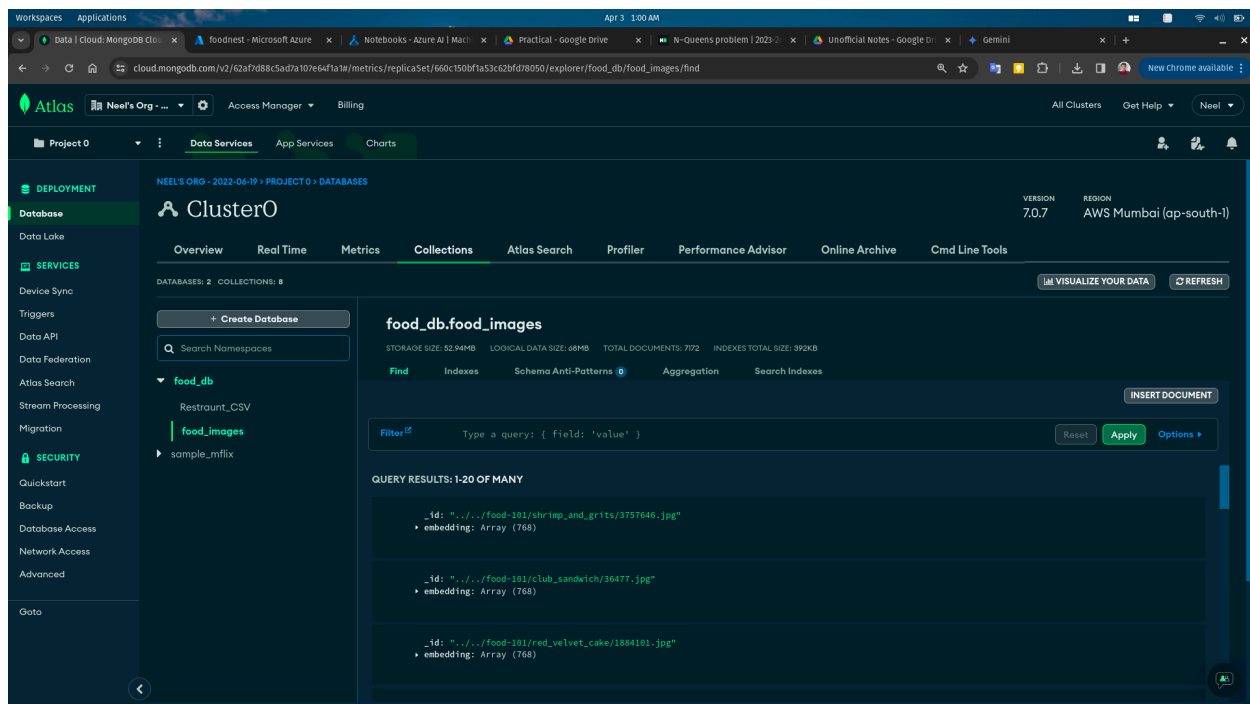 Workspaces Applications Apr 3 1:00 AM
Data | Cloud: MongoDB Clou foodnest - Microsoft Azure Notebooks - Azure AI | Mach Practical - Google Drive N-Queens problem | 2023-2 Unofficial Notes - Google Dr Gemini
cloud.mongodb.com/v2/62af7d88c5ad7a107e64f1a1#/metrics/replicaSet/660c150bf1a53c62bfd78050/explorer/food_db/food_images/find New Chrome available
Atlas Neel's Org - ... Access Manager Billing All Clusters Get Help Neel
Project 0 Data Services App Services Charts
DEPLOYMENT
Database
Data Lake
SERVICES
Device Sync
Triggers
Data API
Data Federation
Atlas Search
Stream Processing
Migration
SECURITY
Quickstart
Backup
Database Access
Network Access
Advanced
Goto
NEEL'S ORG - 2022-06-19 > PROJECT 0 > DATABASES
Cluster0
VERSION
7.0.7
REGION
AWS Mumbai (ap-south-1)
Overview Real Time Metrics Collections Atlas Search Profiler Performance Advisor Online Archive Cmd Line Tools
DATABASES: 2 COLLECTIONS: 8
VISUALIZE YOUR DATA REFRESH
+ Create Database
Search Namespaces
food_db
Restraunt_CSV
food_images
sample_mflix
food_db.food_images
STORAGE SIZE: 52.94MB LOGICAL DATA SIZE: 68MB TOTAL DOCUMENTS: 7172 INDEXES TOTAL SIZE: 392KB
Find Indexes Schema Anti-Patterns 0 Aggregation Search Indexes
INSERT DOCUMENT
Filter Type a query: { field: 'value' } Reset Apply Options
QUERY RESULTS: 1-20 OF MANY
_id: "../../food-101/shrimp_and_grits/3757646.jpg"
embedding: Array (768)
_id: "../../food-101/club_sandwich/36477.jpg"
embedding: Array (768)
_id: "../../food-101/red_velvet_cake/1884101.jpg"
embedding: Array (768)